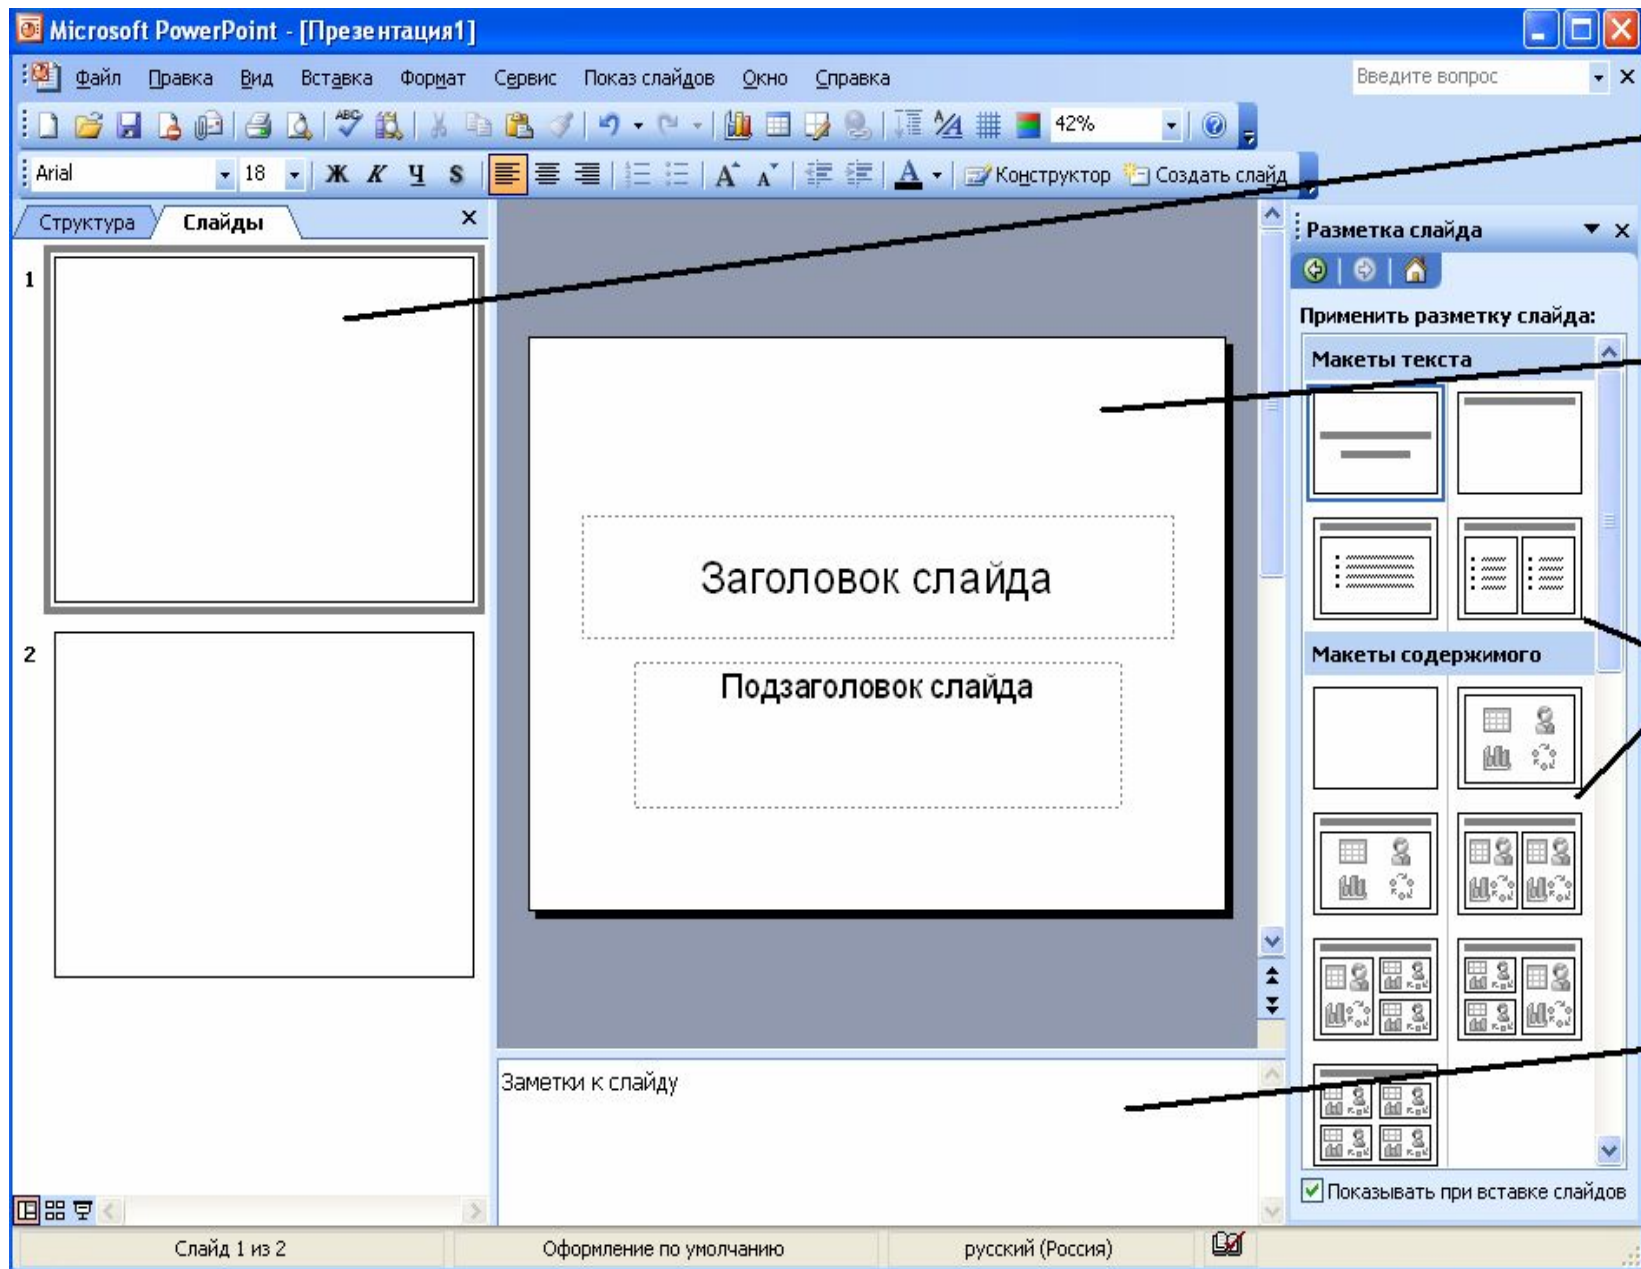 Microsoft PowerPoint - [Презентация1]
Файл Правка Вид Вставка Формат Сервис Показ слайдов Окно Справка Введите вопрос
ABC 42%
Arial 18 Ж К Ч S А А А Конструктор Создать слайд
Структура Слайды
Разметка слайда
Применить разметку слайда:
Макеты текста
Макеты содержимого
Показывать при вставке слайдов
1
2
Заголовок слайда
Подзаголовок слайда
Заметки к слайду
Слайд 1 из 2 Оформление по умолчанию русский (Россия)